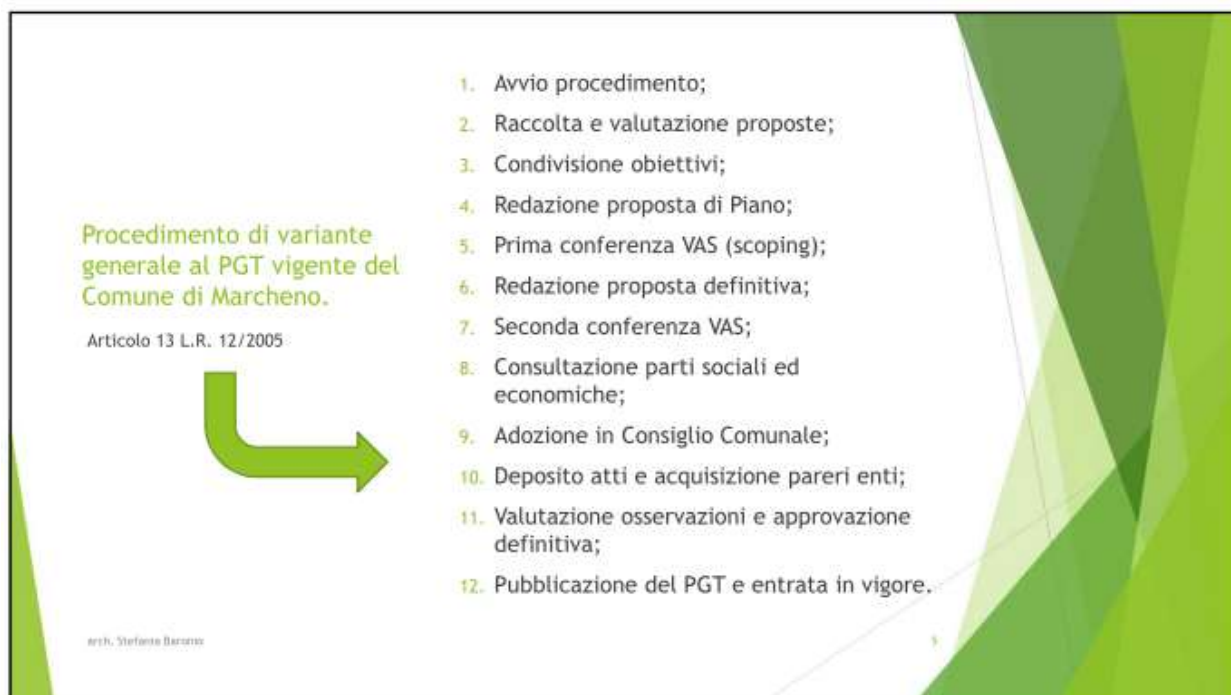 Procedimento di variante
generale al PGT vigente del
Comune di Marcheno.
Articolo 13 L.R. 12/2005
1. Avvio procedimento;
2. Raccolta e valutazione proposte;
3. Condivisione obiettivi;
4. Redazione proposta di Piano;
5. Prima conferenza VAS (scoping);
6. Redazione proposta definitiva;
7. Seconda conferenza VAS;
8. Consultazione parti sociali ed
economiche;
9. Adozione in Consiglio Comunale;
10. Deposito atti e acquisizione pareri enti;
11. Valutazione osservazioni e approvazione
definitiva;
12. Pubblicazione del PGT e entrata in vigore.
arch. Stefania